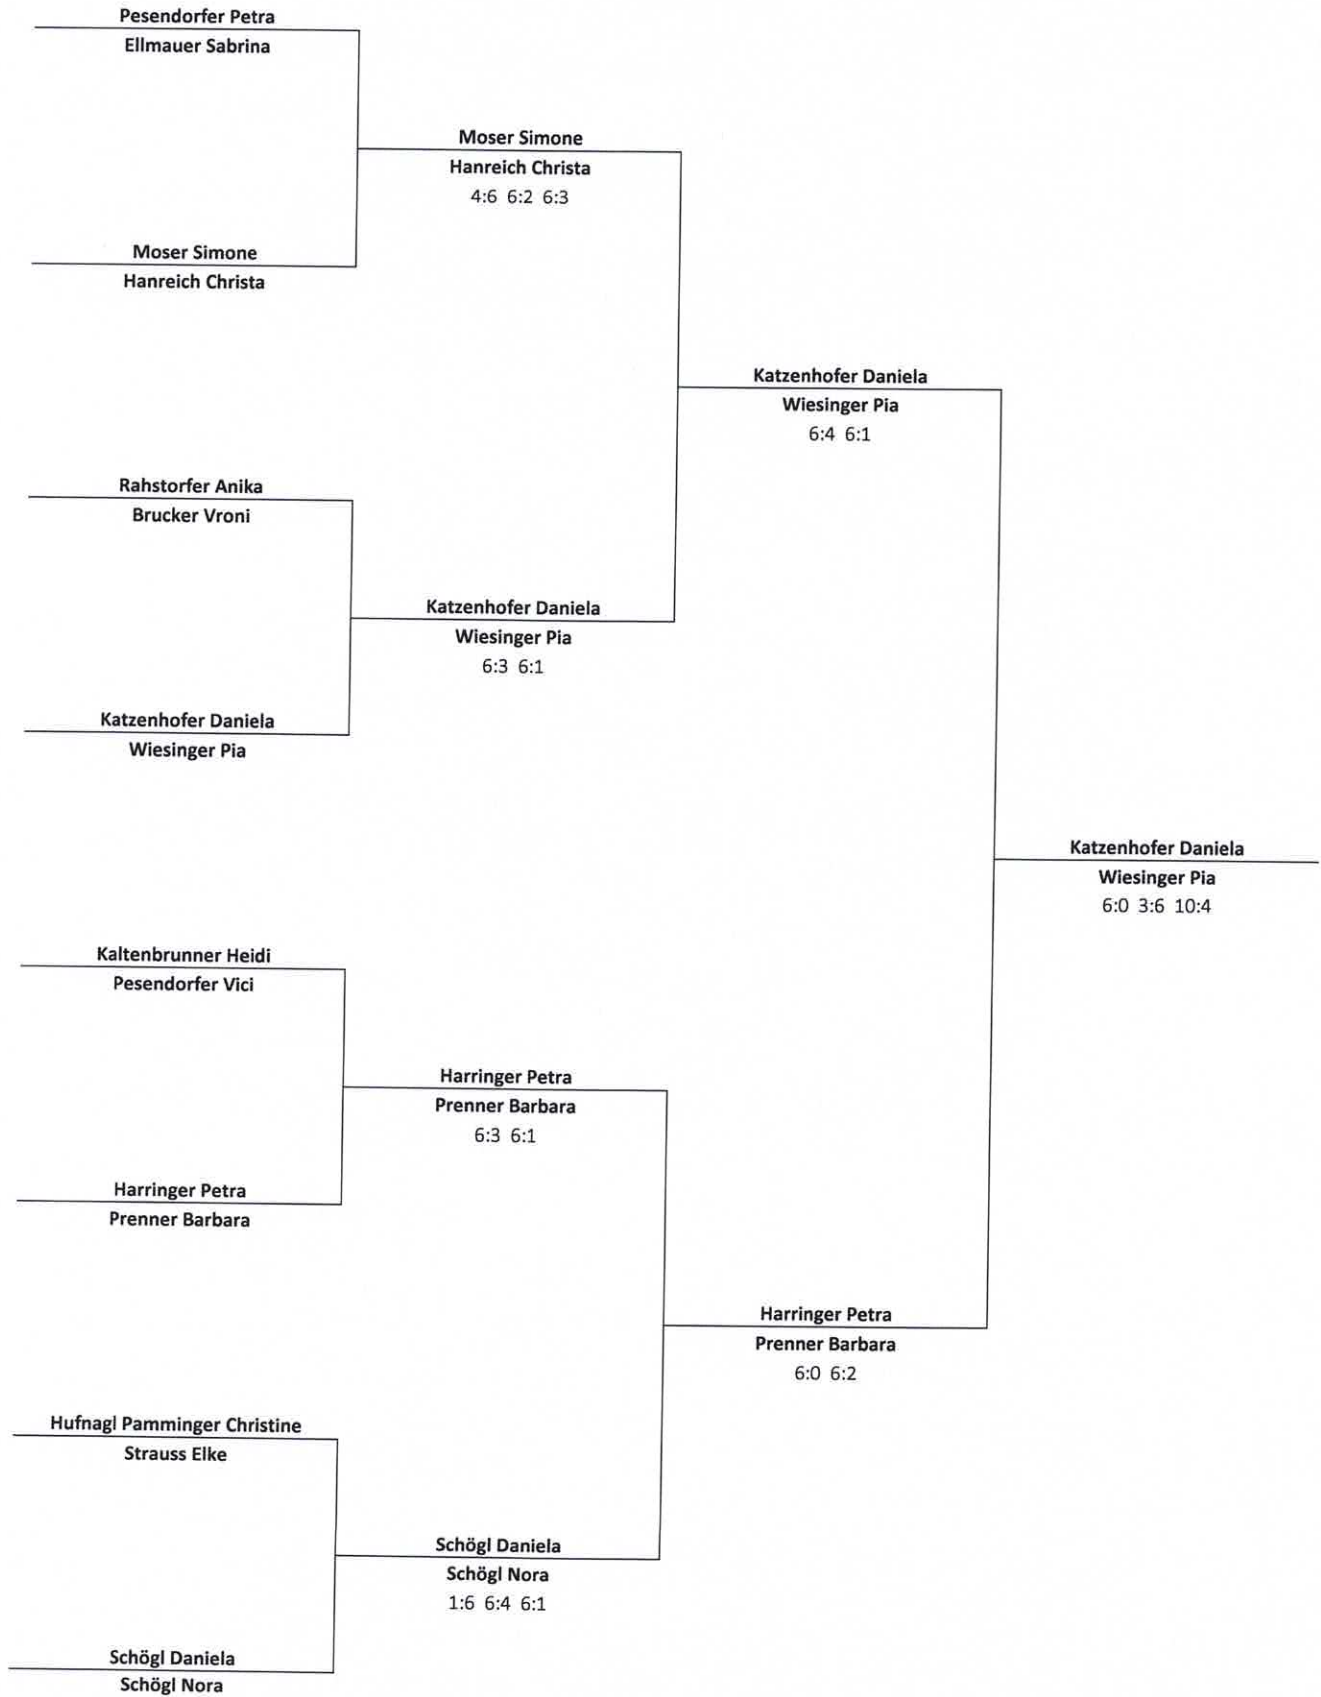 Pesendorfer Petra
Ellmauer Sabrina
Moser Simone
Hanreich Christa
4:6 6:2 6:3
Moser Simone
Hanreich Christa
Katzenhofer Daniela
Wiesinger Pia
6:4 6:1
Rahstorfer Anika
Brucker Vroni
Katzenhofer Daniela
Wiesinger Pia
6:3 6:1
Katzenhofer Daniela
Wiesinger Pia
Katzenhofer Daniela
Wiesinger Pia
6:0 3:6 10:4
Kaltenbrunner Heidi
Pesendorfer Vici
Harringer Petra
Prenner Barbara
6:3 6:1
Harringer Petra
Prenner Barbara
Harringer Petra
Prenner Barbara
6:0 6:2
Hufnagl Pamminger Christine
Strauss Elke
Schögl Daniela
Schögl Nora
1:6 6:4 6:1
Schögl Daniela
Schögl Nora